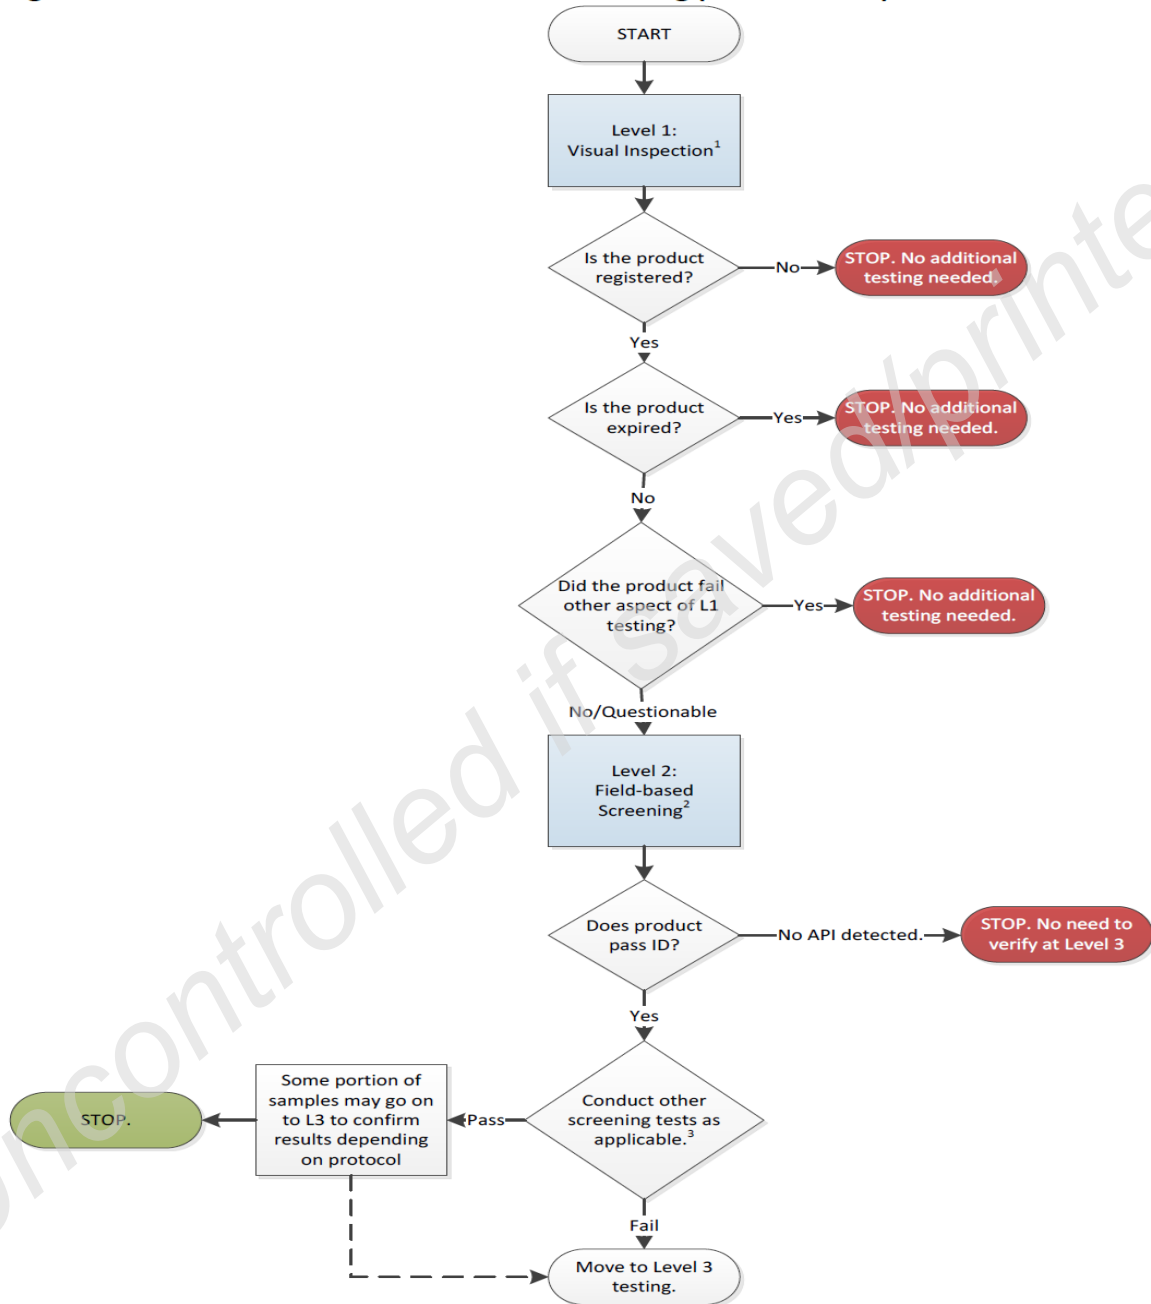 START
Level 1:
Visual Inspection¹
Is the product
registered?
No
STOP. No additional
testing needed.
Yes
Is the product
expired?
Yes
STOP. No additional
testing needed.
No
Did the product fail
other aspect of L1
testing?
Yes
STOP. No additional
testing needed.
No/Questionable
Level 2:
Field-based
Screening²
Does product
pass ID?
No API detected.
STOP. No need to
verify at Level 3
Yes
Conduct other
screening tests as
applicable.³
Pass
Some portion of
samples may go on
to L3 to confirm
results depending
on protocol
STOP.
Fail
Move to Level 3
testing.
ncontrolled if saved/printe